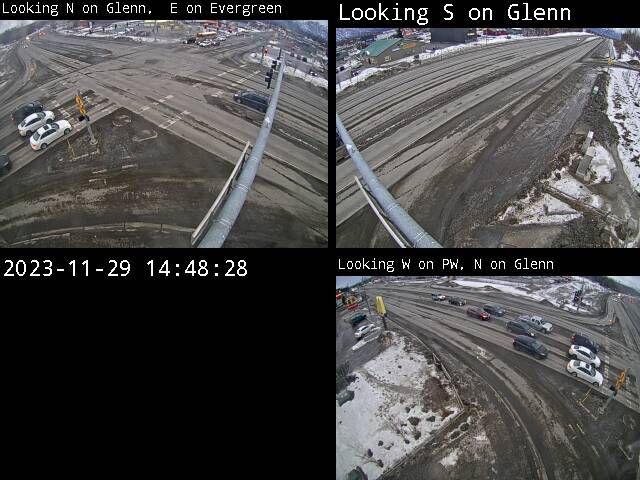 Looking N on Glenn, E on Evergreen
Looking S on Glenn
2023-11-29 14:48:28
Looking W on PW, N on Glenn